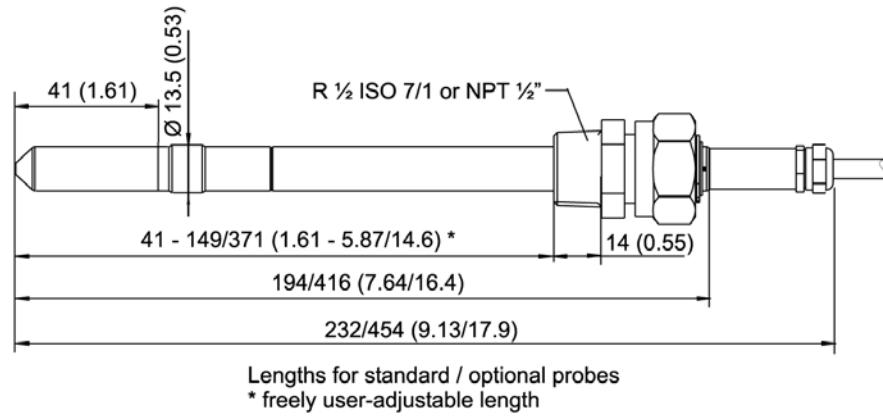 41 (1.61)
Ø 13.5 (0.53)
R ½ ISO 7/1 or NPT ½”
41 - 149/371 (1.61 - 5.87/14.6) *
14 (0.55)
194/416 (7.64/16.4)
232/454 (9.13/17.9)
Lengths for standard / optional probes
* freely user-adjustable length